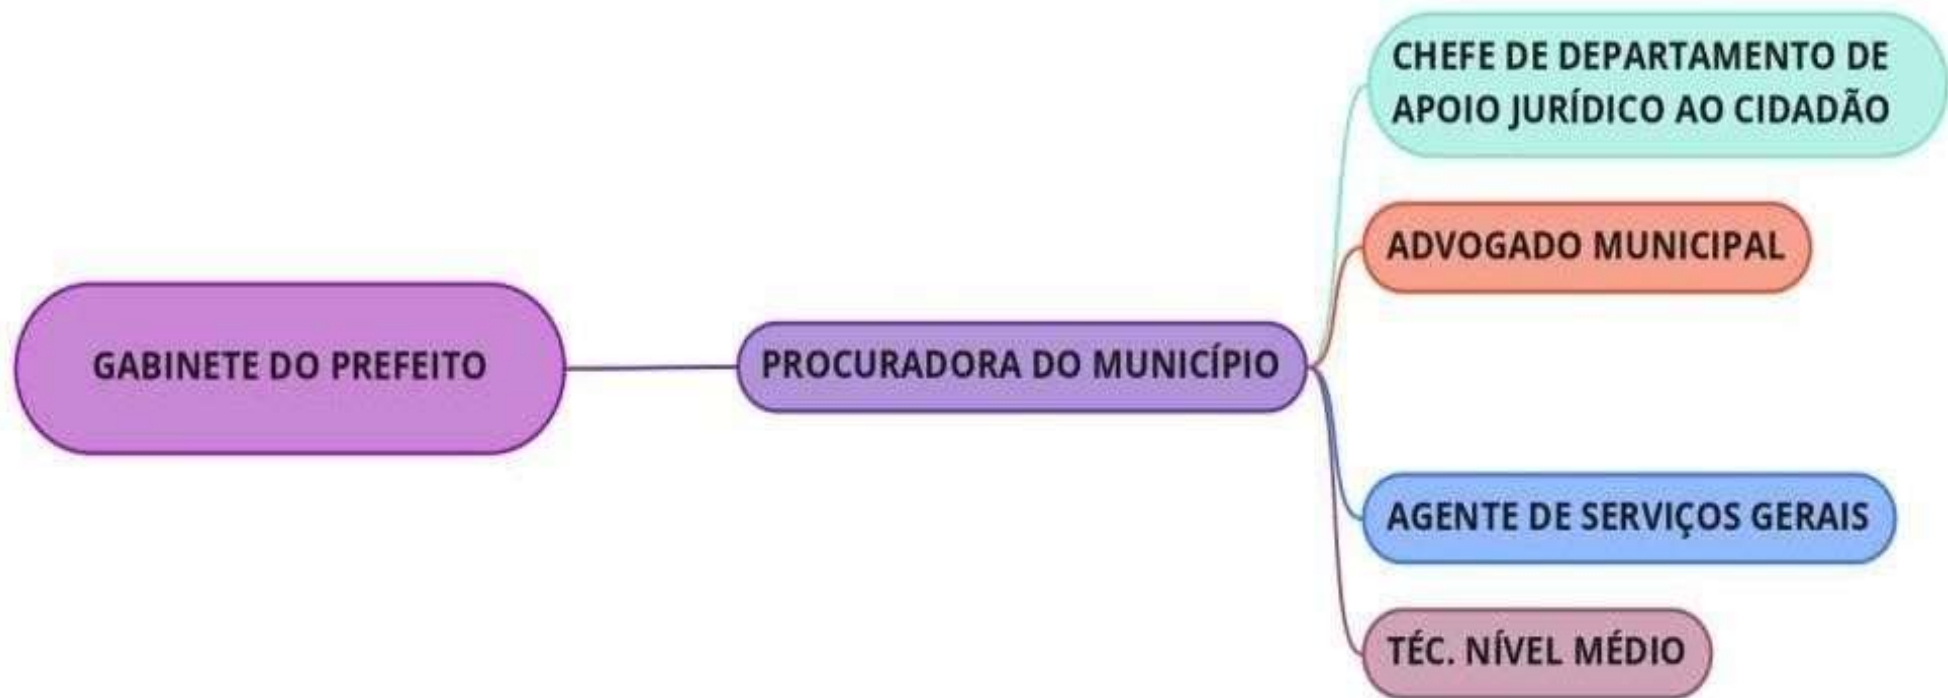 CHEFE DE DEPARTAMENTO DE
APOIO JURÍDICO AO CIDADÃO
ADVOGADO MUNICIPAL
GABINETE DO PREFEITO
PROCURADORA DO MUNICÍPIO
AGENTE DE SERVIÇOS GERAIS
TÉC. NÍVEL MÉDIO